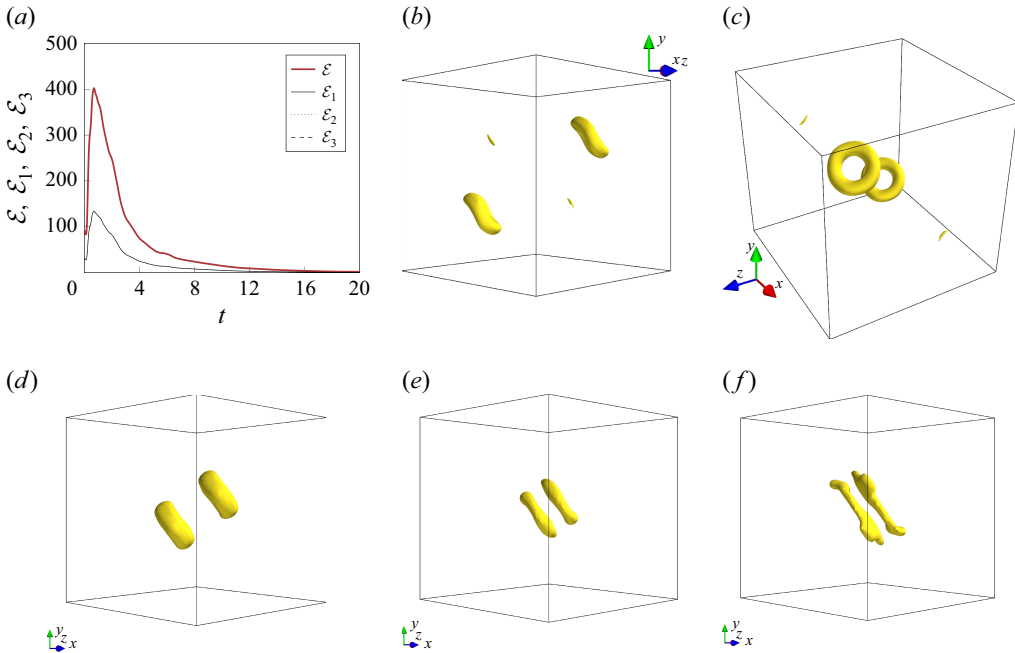 (a)
500
400
300
200
100
0
4
8
12
16
20
t
ℰ, ℰ1, ℰ2, ℰ3
ℰ
ℰ1
ℰ2
ℰ3
(b)
y
x z
(c)
y
z
x
(d)
y
z
x
(e)
y
z
x
(f)
y
z
x